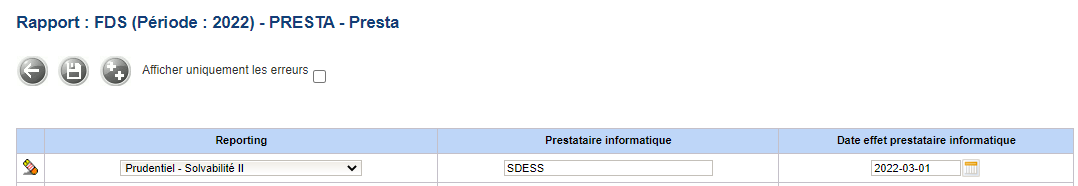 Rapport : FDS (Période : 2022) - PRESTA - Presta
Afficher uniquement les erreurs
Reporting Prestataire informatique Date effet prestataire informatique
Prudentiel - Solvabilité II SDESS 2022-03-01